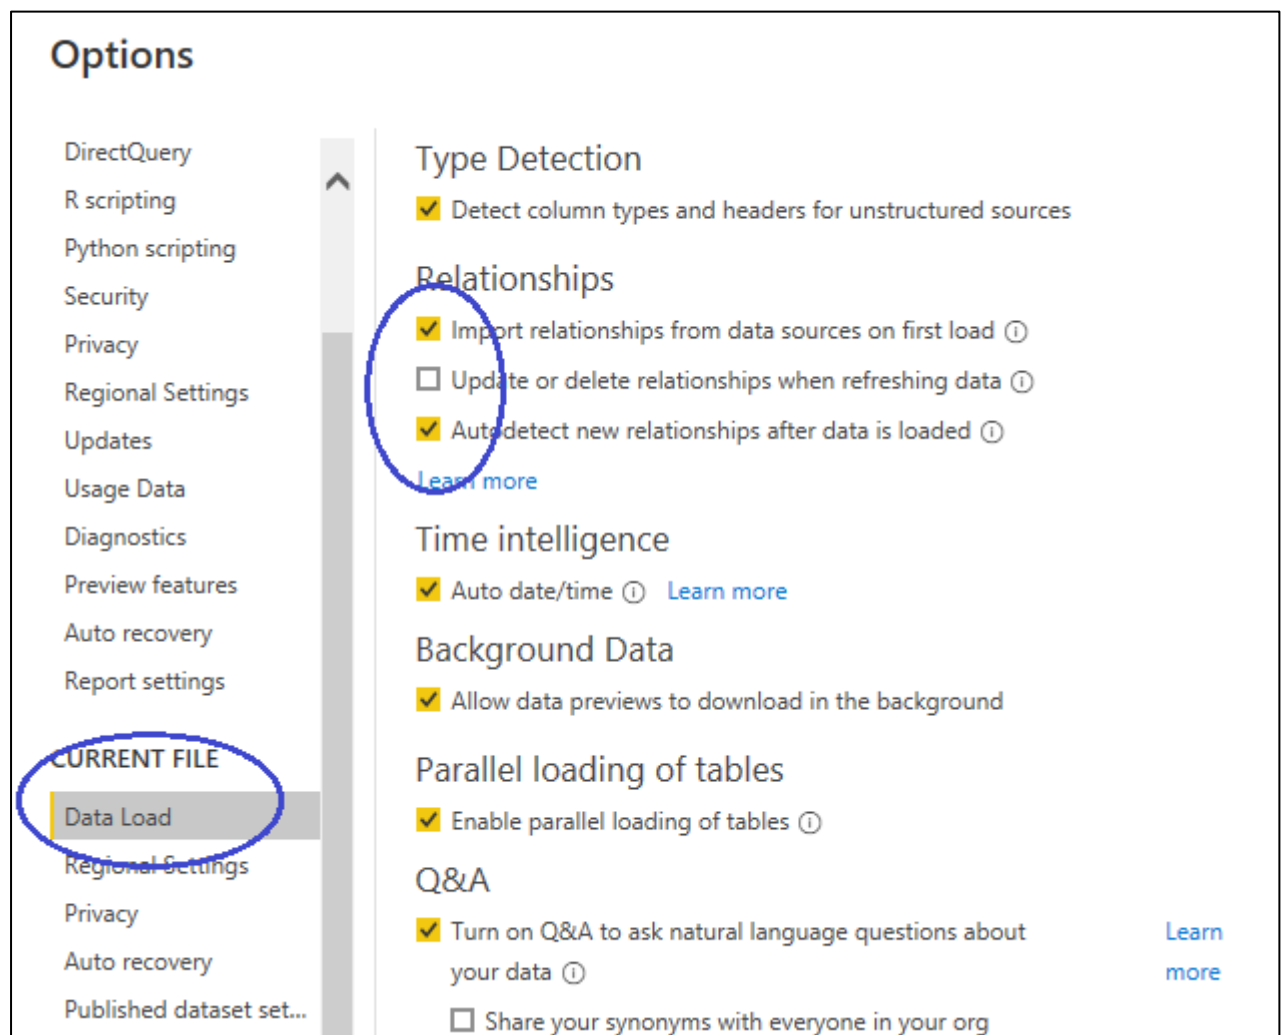 Options
DirectQuery
R scripting
Python scripting
Security
Privacy
Regional Settings
Updates
Usage Data
Diagnostics
Preview features
Auto recovery
Report settings
CURRENT FILE
Data Load
Regional Settings
Privacy
Auto recovery
Published dataset set...
Type Detection
Detect column types and headers for unstructured sources
Relationships
Import relationships from data sources on first load
Update or delete relationships when refreshing data
Autodetect new relationships after data is loaded
Learn more
Time intelligence
Auto date/time Learn more
Background Data
Allow data previews to download in the background
Parallel loading of tables
Enable parallel loading of tables
Q&A
Turn on Q&A to ask natural language questions about Learn
your data more
Share your synonyms with everyone in your org